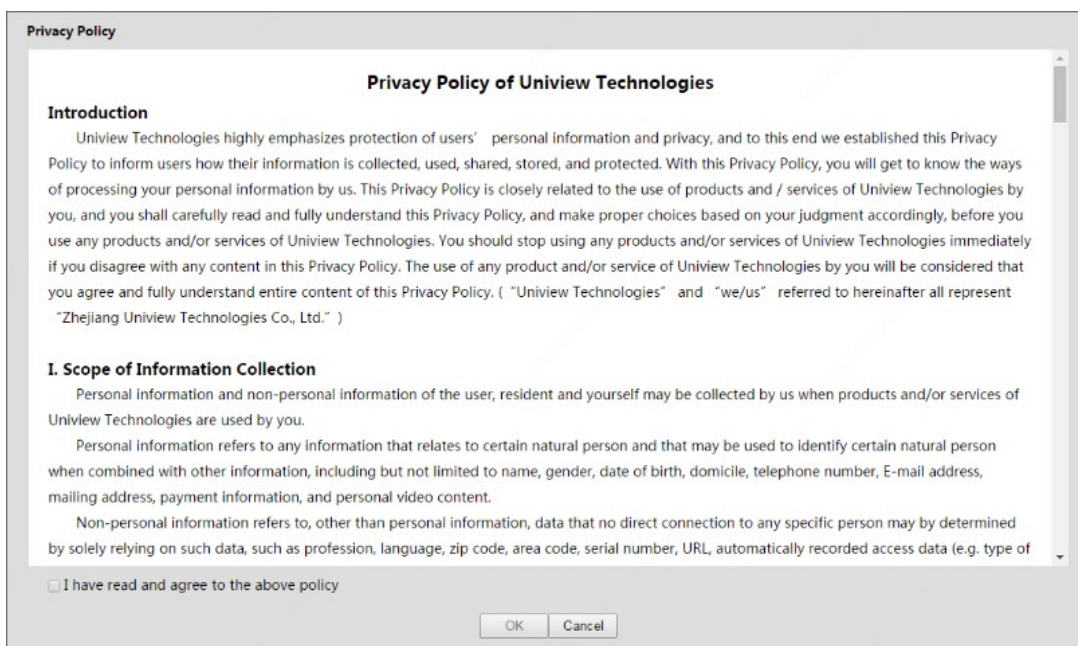 Privacy Policy
Privacy Policy of Uniview Technologies
Introduction
Uniview Technologies highly emphasizes protection of users' personal information and privacy, and to this end we established this Privacy
Policy to inform users how their information is collected, used, shared, stored, and protected. With this Privacy Policy, you will get to know the ways
of processing your personal information by us. This Privacy Policy is closely related to the use of products and / services of Uniview Technologies by
you, and you shall carefully read and fully understand this Privacy Policy, and make proper choices based on your judgment accordingly, before you
use any products and/or services of Uniview Technologies. You should stop using any products and/or services of Uniview Technologies immediately
if you disagree with any content in this Privacy Policy. The use of any product and/or service of Uniview Technologies by you will be considered that
you agree and fully understand entire content of this Privacy Policy. ( “Uniview Technologies” and “we/us” referred to hereinafter all represent
“Zhejiang Uniview Technologies Co., Ltd.” )
I. Scope of Information Collection
Personal information and non-personal information of the user, resident and yourself may be collected by us when products and/or services of
Uniview Technologies are used by you.
Personal information refers to any information that relates to certain natural person and that may be used to identify certain natural person
when combined with other information, including but not limited to name, gender, date of birth, domicile, telephone number, E-mail address,
mailing address, payment information, and personal video content.
Non-personal information refers to, other than personal information, data that no direct connection to any specific person may by determined
by solely relying on such data, such as profession, language, zip code, area code, serial number, URL, automatically recorded access data (e.g. type of
I have read and agree to the above policy
OK Cancel